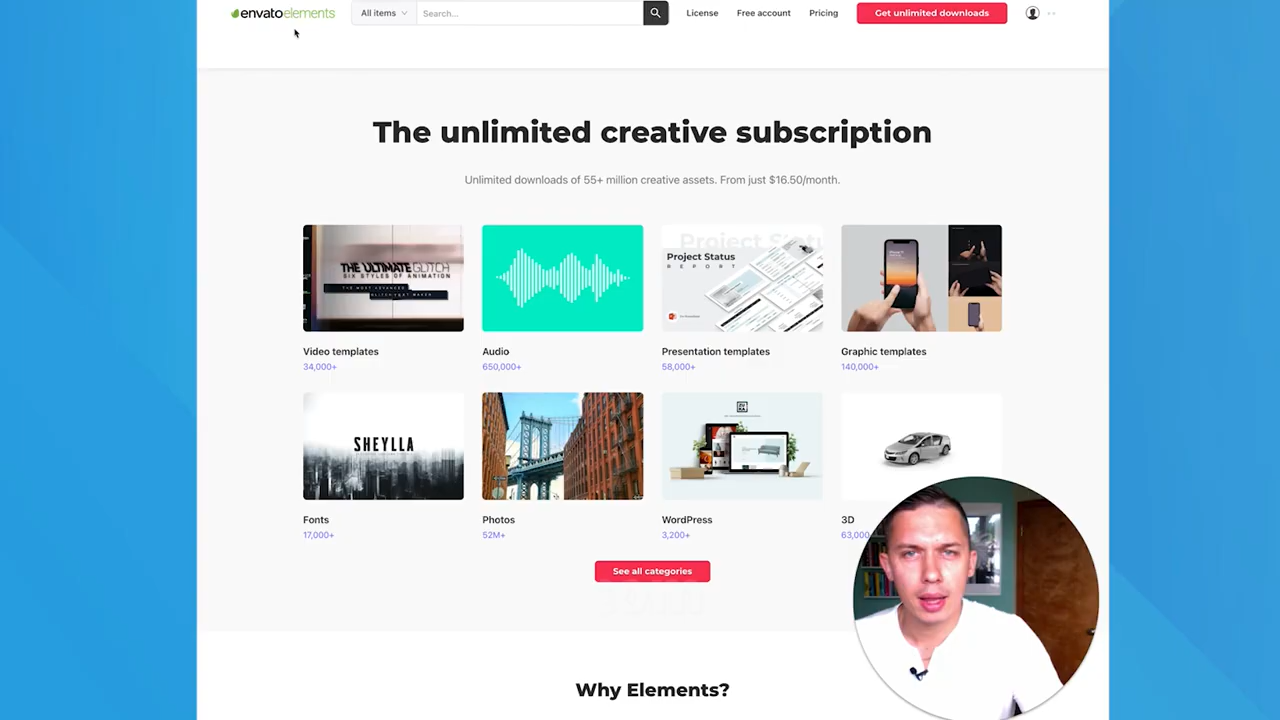 envatoelements
All items
Search...
License
Free account
Pricing
Get unlimited downloads
The unlimited creative subscription
Unlimited downloads of 55+ million creative assets. From just $16.50/month.
THE ULTIMATE GLITCH
SIX STYLES OF ANIMATION
Project Status
Project Status
REPORT
Video templates
34,000+
Audio
650,000+
Presentation templates
58,000+
Graphic templates
140,000+
SHEYLLA
Fonts
17,000+
Photos
52M+
WordPress
3,200+
3D
63,000
See all categories
Why Elements?